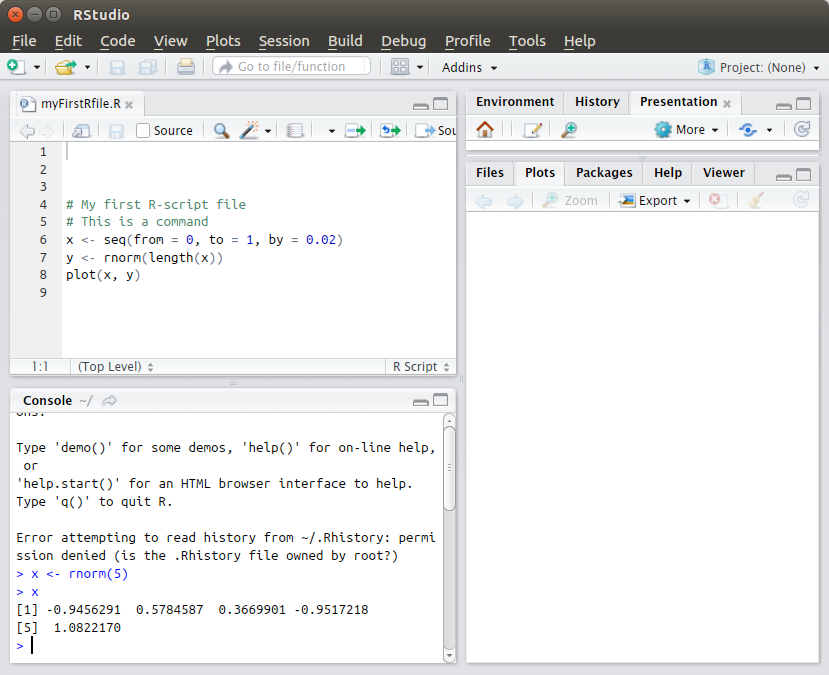 RStudio
File Edit Code View Plots Session Build Debug Profile Tools Help
Go to file/function Addins Project: (None)
myFirstRfile.R
Source Sou
1
2
3
4 # My first R-script file
5 # This is a command
6 x <- seq(from = 0, to = 1, by = 0.02)
7 y <- rnorm(length(x))
8 plot(x, y)
9
1:1 (Top Level) R Script
Console ~/
ons.
Type 'demo()' for some demos, 'help()' for on-line help,
or
'help.start()' for an HTML browser interface to help.
Type 'q()' to quit R.
Error attempting to read history from ~/.Rhistory: permi
ssion denied (is the .Rhistory file owned by root?)
> x <- rnorm(5)
> x
[1] -0.9456291 0.5784587 0.3669901 -0.9517218
[5] 1.0822170
>
Environment History Presentation
More
Files Plots Packages Help Viewer
Zoom Export